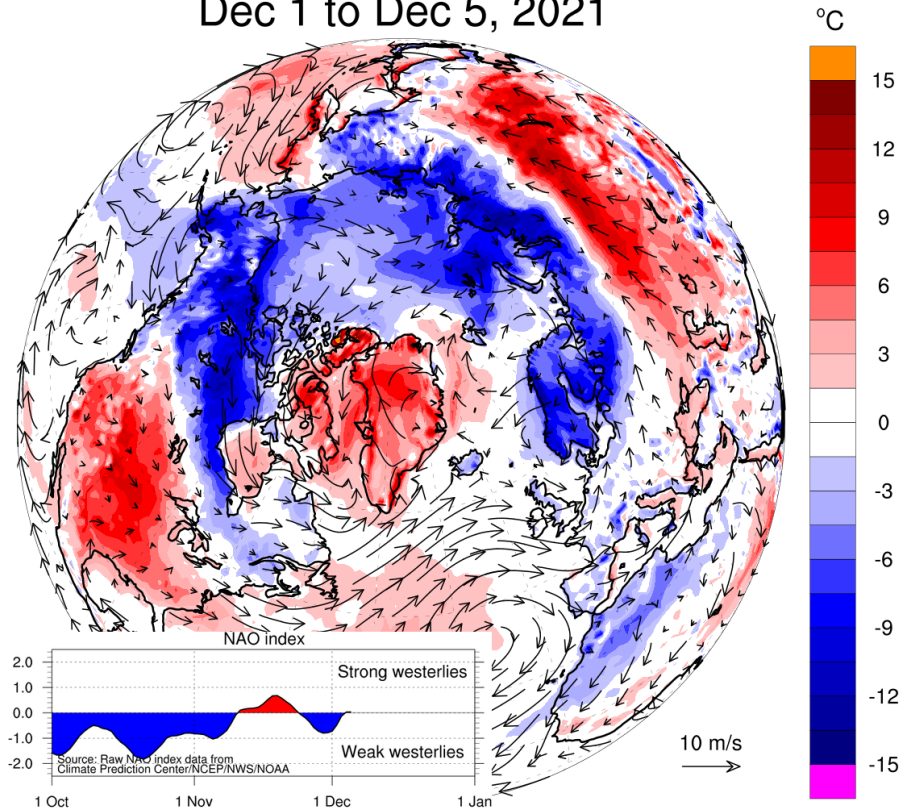 Dec 1 to Dec 5, 2021
ºC
15
12
9
6
3
0
-3
-6
-9
-12
-15
10 m/s
NAO index
2.0
1.0
0.0
-1.0
-2.0
Strong westerlies
Weak westerlies
Source: Raw NAO index data from
Climate Prediction Center/NCEP/NWS/NOAA
1 Oct
1 Nov
1 Dec
1 Jan